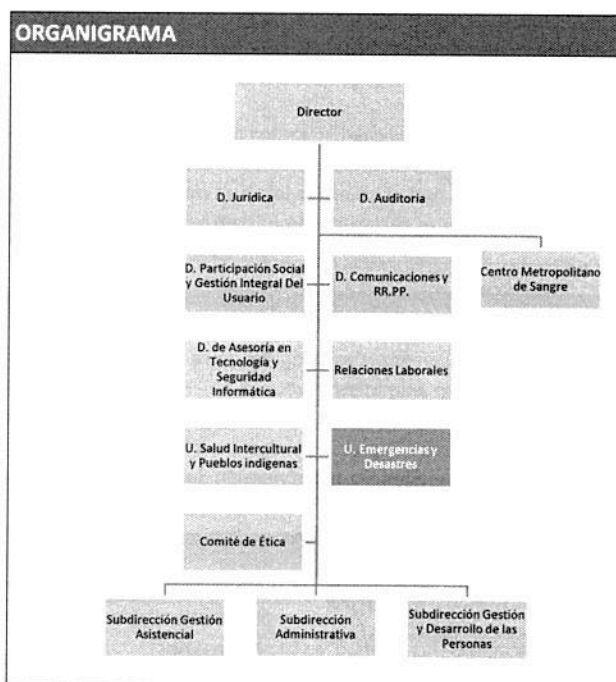 ORGANIGRAMA
Director
D. Jurídica
D. Auditoria
D. Participación Social
y Gestión Integral Del
Usuario
D. Comunicaciones y
RR.PP.
Centro Metropolitano
de Sangre
D. de Asesoría en
Tecnología y
Seguridad
Informática
Relaciones Laborales
U. Salud Intercultural
y Pueblos indigenas
U. Emergencias y
Desastres
Comité de Ética
Subdirección Gestión
Asistencial
Subdirección
Administrativa
Subdirección Gestión
y Desarrollo de las
Personas